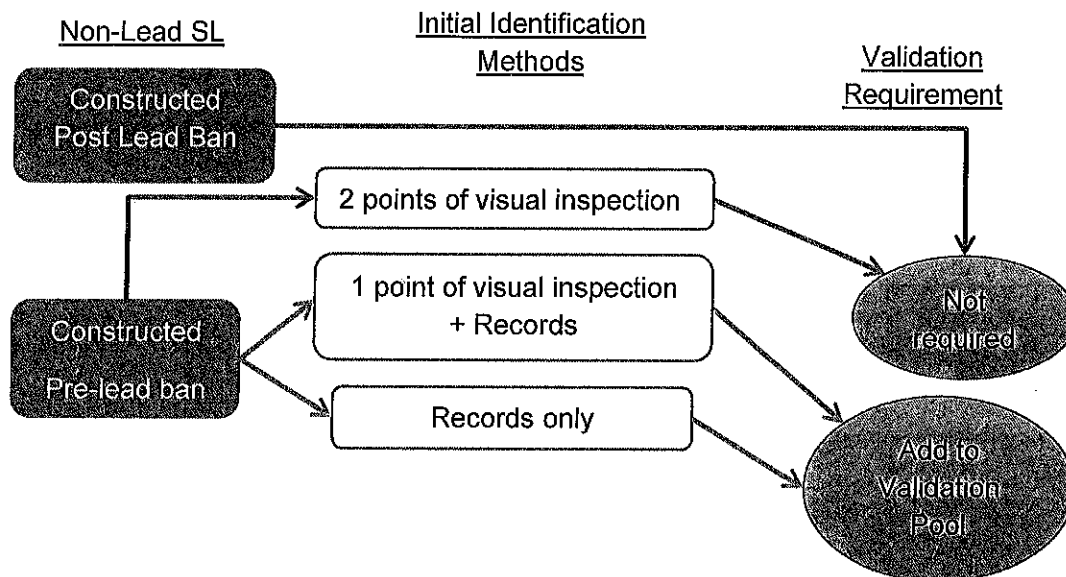 Non-Lead SL
Initial Identification
Methods
Validation
Requirement
Constructed
Post Lead Ban
2 points of visual inspection
1 point of visual inspection
+ Records
Not
required
Constructed
Pre-lead ban
Records only
Add to
Validation
Pool